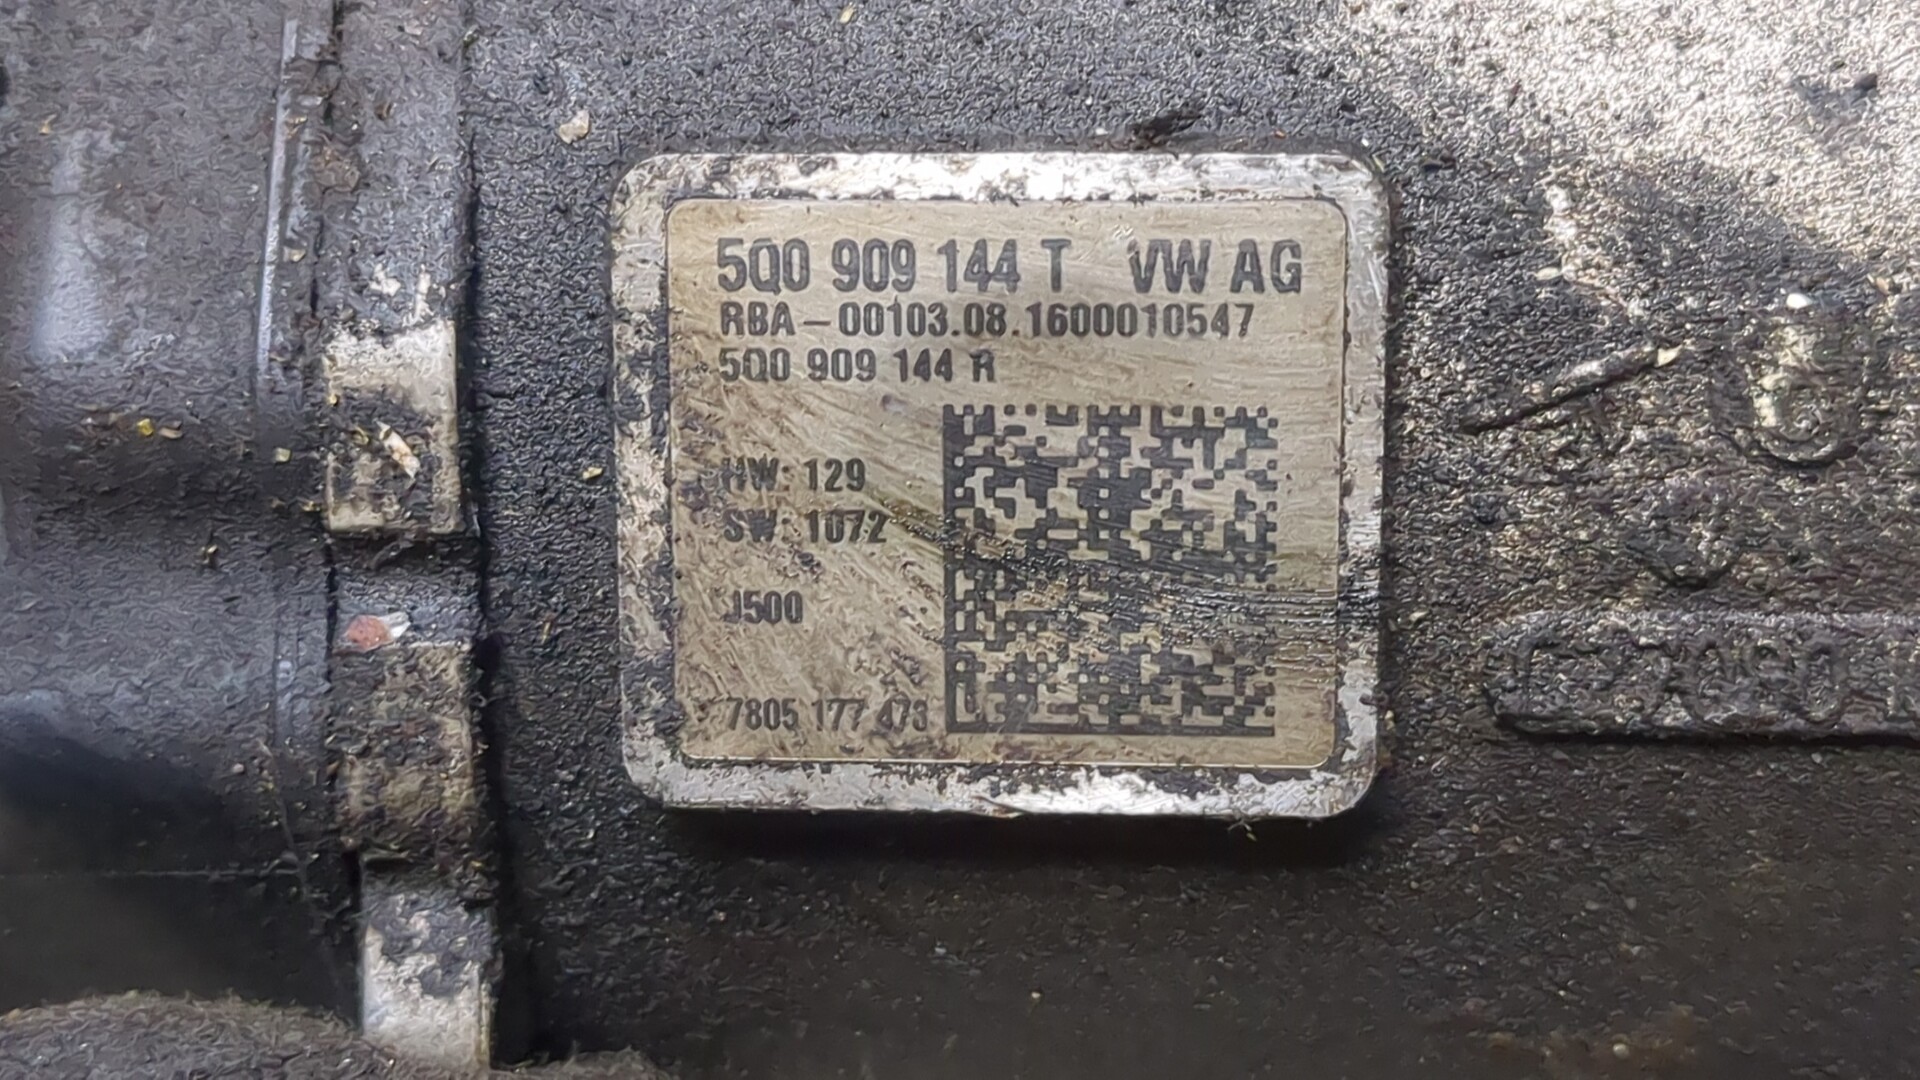 5Q0 909 144 T VW AG
RBA-00103.08.1600010547
5Q0 909 144 R
HW: 129
SW: 1072
J500
7805 177 473